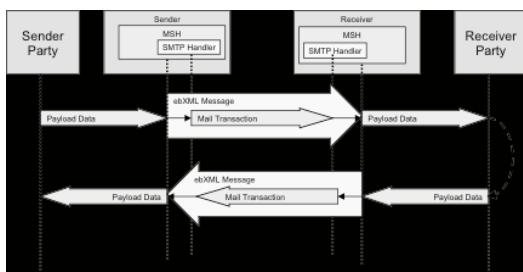 Sender
Party
Sender
MSH
SMTP Handler
Receiver
MSH
SMTP Handler
Receiver
Party
ebXML Message
Payload Data
Mail Transaction
Payload Data
ebXML Message
Payload Data
Mail Transaction
Payload Data